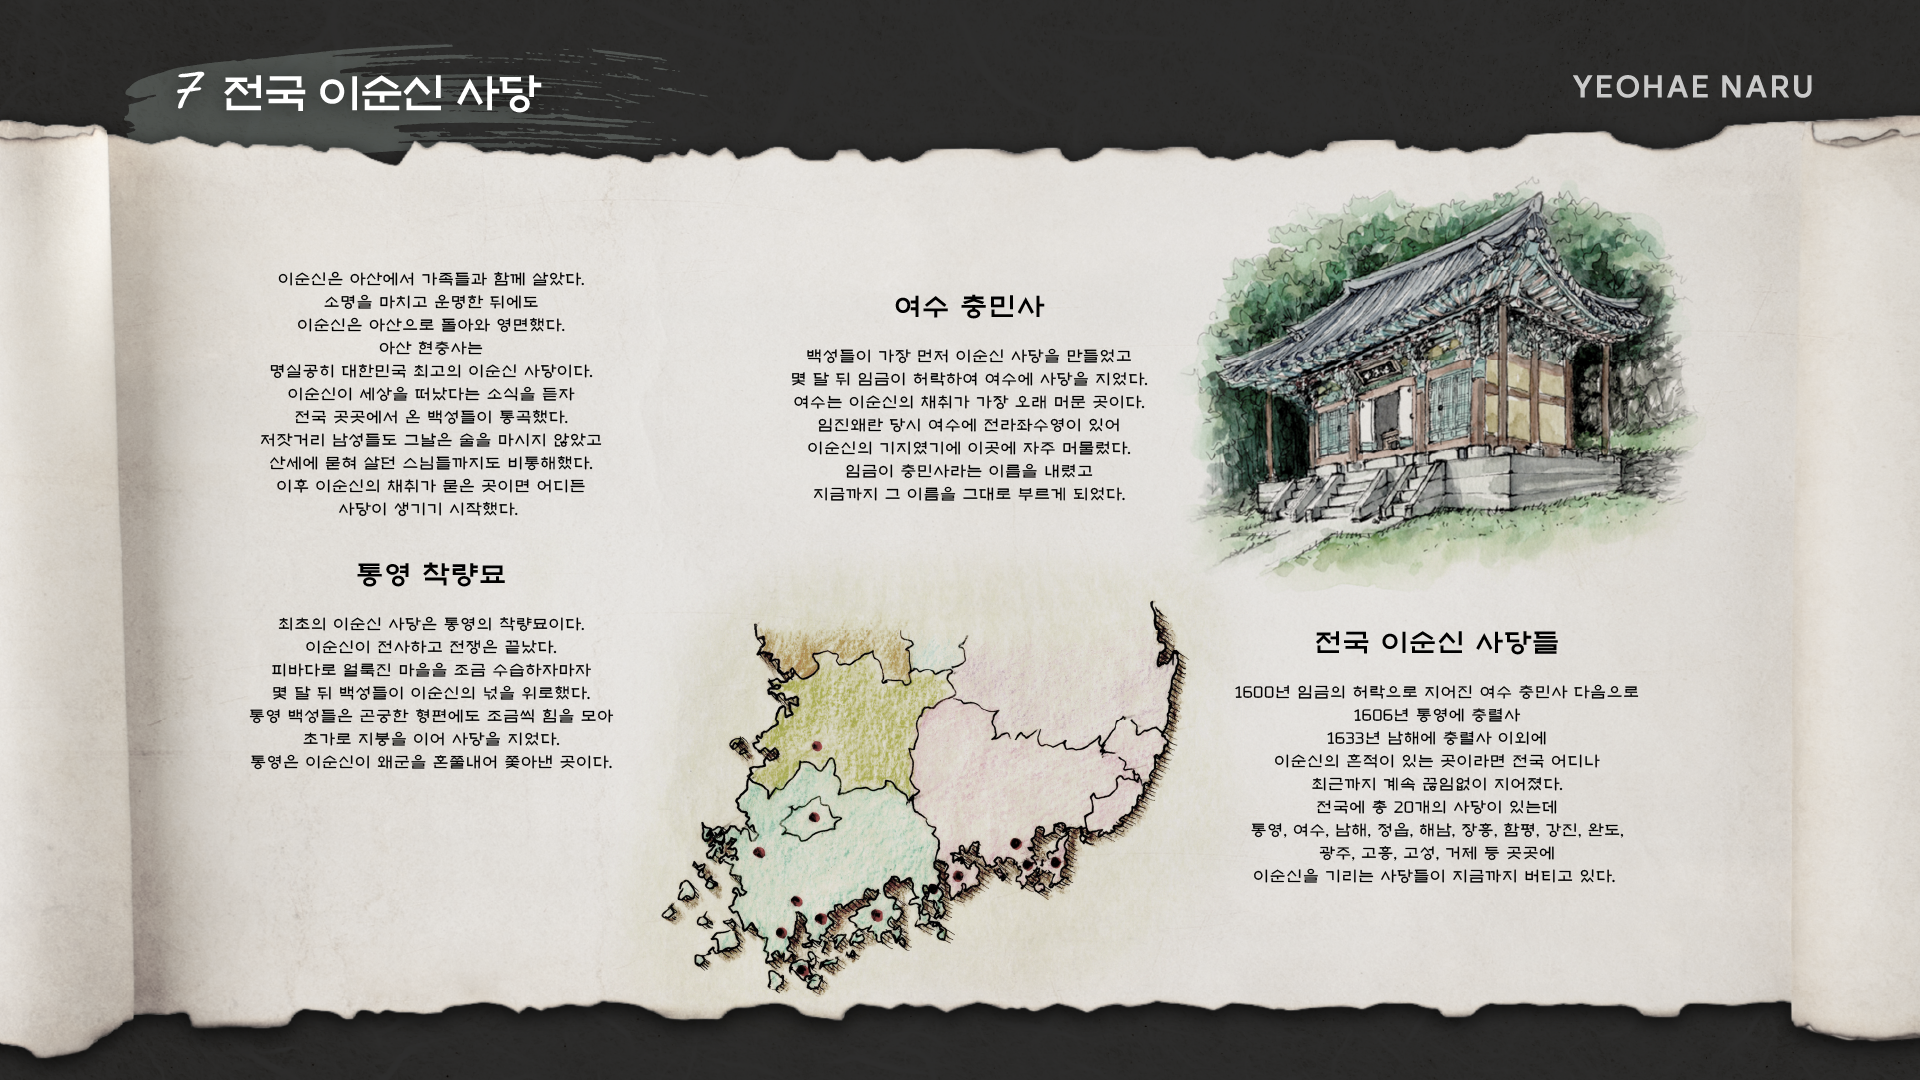 7 전국 이순신 사당
YEOHAE NARU
이순신은 아산에서 가족들과 함께 살았다.
소명을 마치고 운명한 뒤에도
이순신은 아산으로 돌아와 영면했다.
아산 현충사는
명실공히 대한민국 최고의 이순신 사당이다.
이순신이 세상을 떠났다는 소식을 듣자
전국 곳곳에서 온 백성들이 통곡했다.
저잣거리 남성들도 그날은 술을 마시지 않았고
산세에 묻혀 살던 스님들까지도 비통해했다.
이후 이순신의 채취가 묻은 곳이면 어디든
사당이 생기기 시작했다.
통영 착량묘
최초의 이순신 사당은 통영의 착량묘이다.
이순신이 전사하고 전쟁은 끝났다.
피바다로 얼룩진 마을을 조금 수습하자마자
몇 달 뒤 백성들이 이순신의 넋을 위로했다.
통영 백성들은 곤궁한 형편에도 조금씩 힘을 모아
초가로 지붕을 이어 사당을 지었다.
통영은 이순신이 왜군을 혼쭐내어 쫓아낸 곳이다.
여수 충민사
백성들이 가장 먼저 이순신 사당을 만들었고
몇 달 뒤 임금이 허락하여 여수에 사당을 지었다.
여수는 이순신의 채취가 가장 오래 머문 곳이다.
임진왜란 당시 여수에 전라좌수영이 있어
이순신의 기지였기에 이곳에 자주 머물렀다.
임금이 충민사라는 이름을 내렸고
지금까지 그 이름을 그대로 부르게 되었다.
전국 이순신 사당들
1600년 임금의 허락으로 지어진 여수 충민사 다음으로
1606년 통영에 충렬사
1633년 남해에 충렬사 이외에
이순신의 흔적이 있는 곳이라면 전국 어디나
최근까지 계속 끊임없이 지어졌다.
전국에 총 20개의 사당이 있는데
통영, 여수, 남해, 정읍, 해남, 장흥, 함평, 강진, 완도,
광주, 고흥, 고성, 거제 등 곳곳에
이순신을 기리는 사당들이 지금까지 버티고 있다.